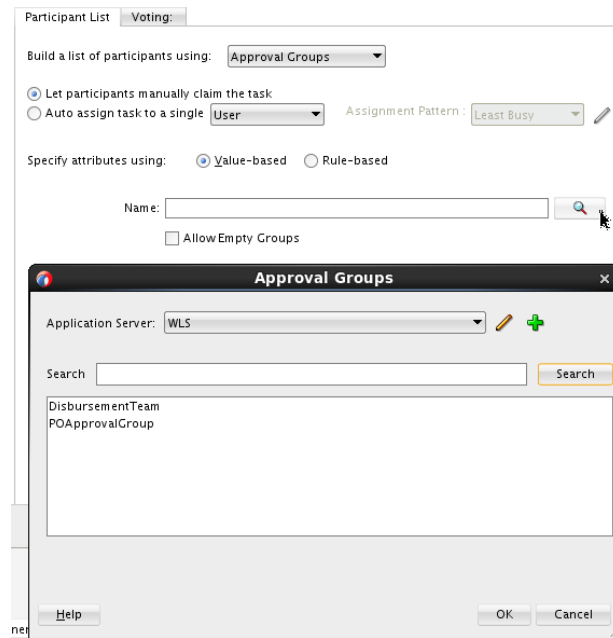 Participant List Voting:
Build a list of participants using: Approval Groups
Let participants manually claim the task
Auto assign task to a single User Assignment Pattern : Least Busy
Specify attributes using: Value-based Rule-based
Name:
Allow Empty Groups
Approval Groups
Application Server: WLS
Search Search
DisbursementTeam
POApprovalGroup
Help OK Cancel
ner